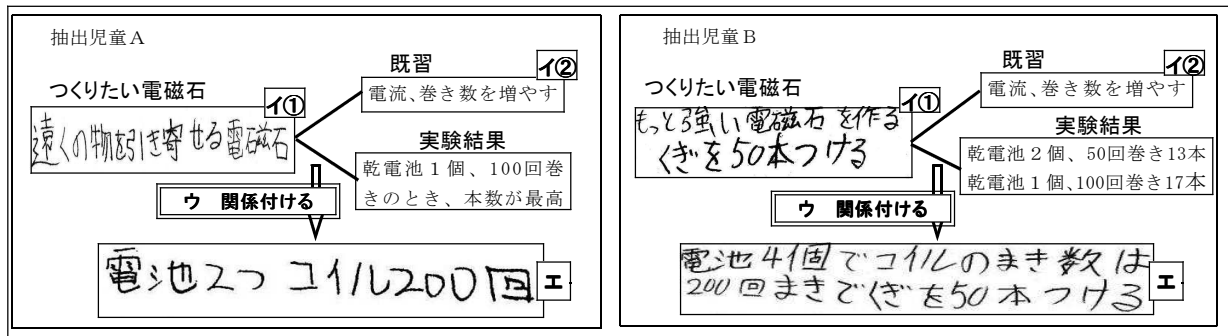 抽出児童A
既習
イ②
つくりたい電磁石
イ①
電流、巻き数を増やす
遠くの物を引き寄せる電磁石
実験結果
乾電池1個、100回巻
きのとき、本数が最高
ウ 関係付ける
電池2つ コイル200回
エ
抽出児童B
既習
イ②
つくりたい電磁石
イ①
電流、巻き数を増やす
もっと強い電磁石を作る
くぎを50本つける
実験結果
乾電池2個、50回巻き13本
乾電池1個、100回巻き17本
ウ 関係付ける
電池4個でコイルのまき数は
200回まきでくぎを50本つける
エ